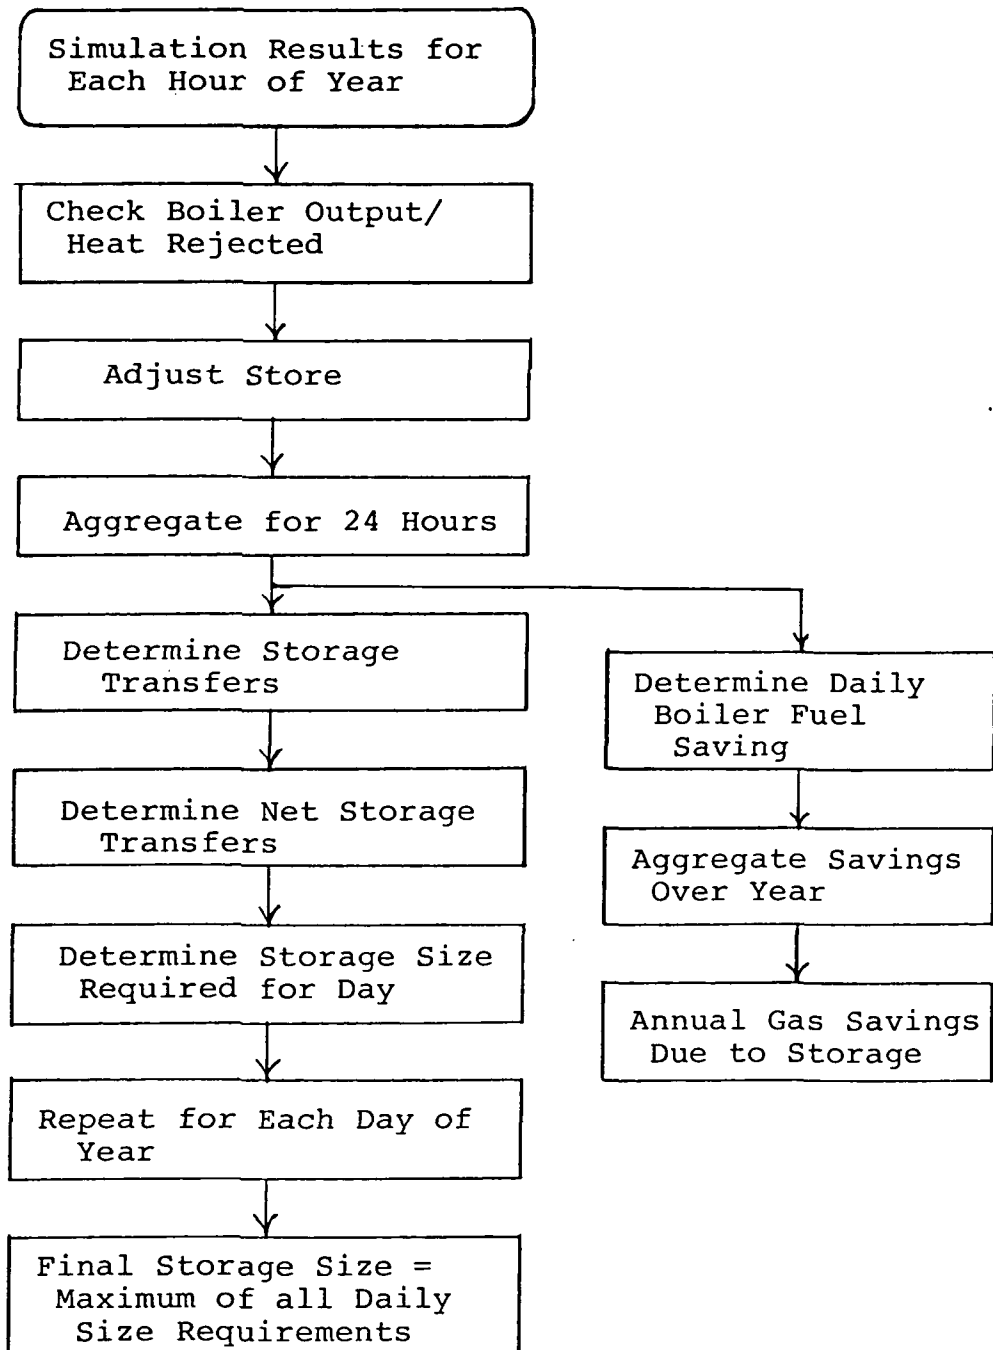 Simulation Results for
Each Hour of Year
Check Boiler Output/
Heat Rejected
Adjust Store
Aggregate for 24 Hours
Determine Storage
Transfers
Determine Net Storage
Transfers
Determine Storage Size
Required for Day
Repeat for Each Day of
Year
Final Storage Size =
Maximum of all Daily
Size Requirements
Determine Daily
Boiler Fuel
Saving
Aggregate Savings
Over Year
Annual Gas Savings
Due to Storage